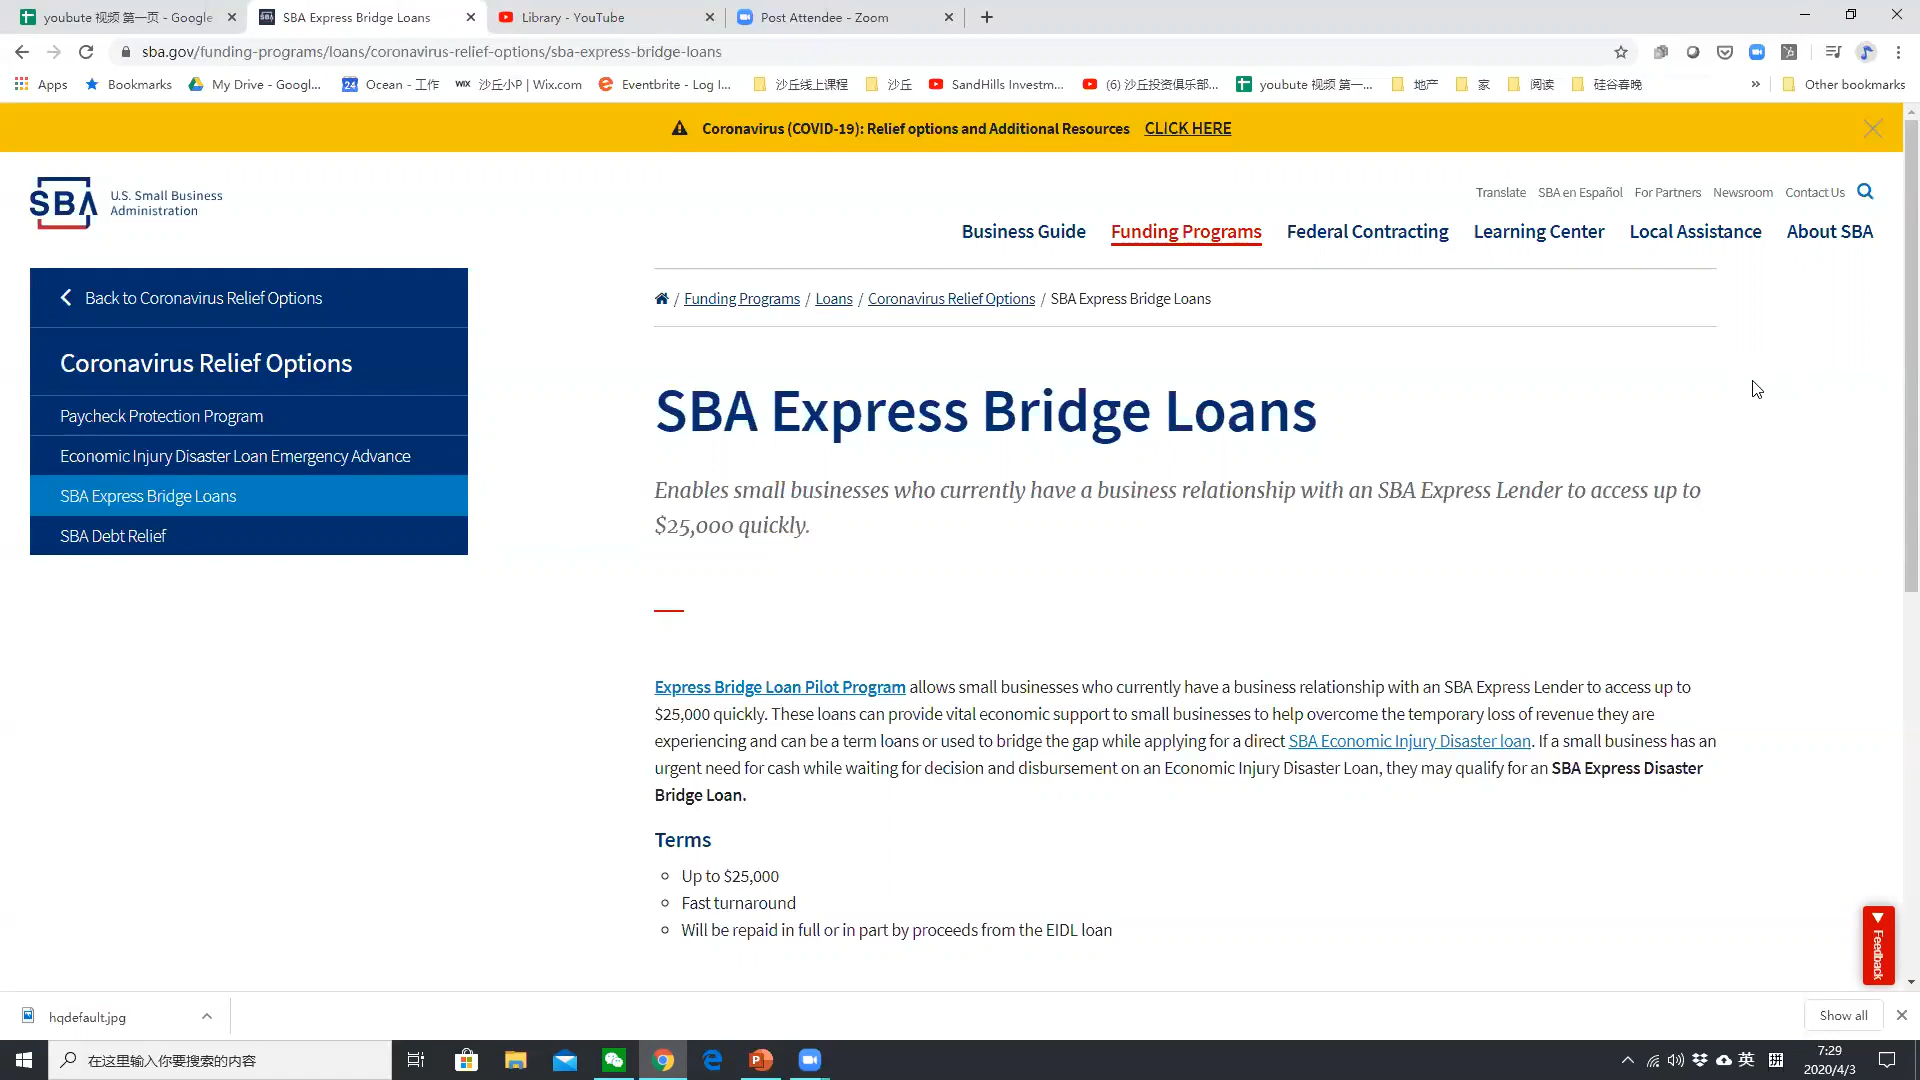 youbute 视频 第一页 - Google
SBA Express Bridge Loans
Library - YouTube
Post Attendee - Zoom
sba.gov/funding-programs/loans/coronavirus-relief-options/sba-express-bridge-loans
Apps
Bookmarks
My Drive - Googl...
24
Ocean - 工作
WIX
沙丘小P | Wix.com
Eventbrite - Log I...
沙丘线上课程
沙丘
SandHills Investm...
(6) 沙丘投资俱乐部...
youbute 视频 第一...
地产
家
阅读
硅谷春晚
»
Other bookmarks
Coronavirus (COVID-19): Relief options and Additional Resources CLICK HERE
SBA
U.S. Small Business
Administration
Translate
SBA en Español
For Partners
Newsroom
Contact Us
Business Guide
Funding Programs
Federal Contracting
Learning Center
Local Assistance
About SBA
Back to Coronavirus Relief Options
Coronavirus Relief Options
Paycheck Protection Program
Economic Injury Disaster Loan Emergency Advance
SBA Express Bridge Loans
SBA Debt Relief
/ Funding Programs / Loans / Coronavirus Relief Options / SBA Express Bridge Loans
SBA Express Bridge Loans
Enables small businesses who currently have a business relationship with an SBA Express Lender to access up to
$25,000 quickly.
Express Bridge Loan Pilot Program allows small businesses who currently have a business relationship with an SBA Express Lender to access up to
$25,000 quickly. These loans can provide vital economic support to small businesses to help overcome the temporary loss of revenue they are
experiencing and can be a term loans or used to bridge the gap while applying for a direct SBA Economic Injury Disaster loan. If a small business has an
urgent need for cash while waiting for decision and disbursement on an Economic Injury Disaster Loan, they may qualify for an SBA Express Disaster
Bridge Loan.
Terms
Up to $25,000
Fast turnaround
Will be repaid in full or in part by proceeds from the EIDL loan
Feedback
hqdefault.jpg
Show all
在这里输入你要搜索的内容
英
拼
7:29
2020/4/3